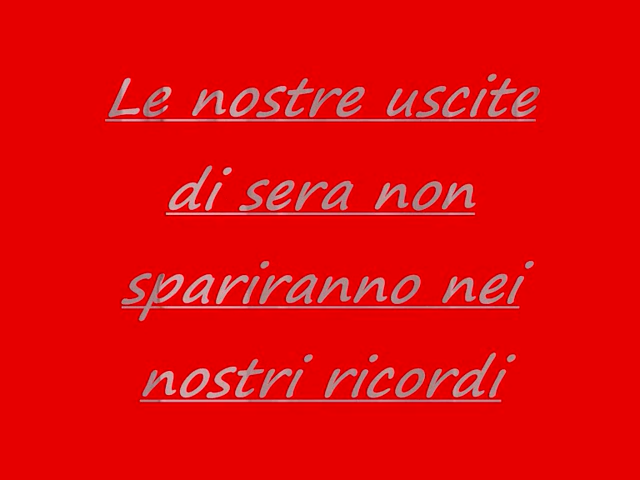 Le nostre uscite
di sera non
spariranno nei
nostri ricordi